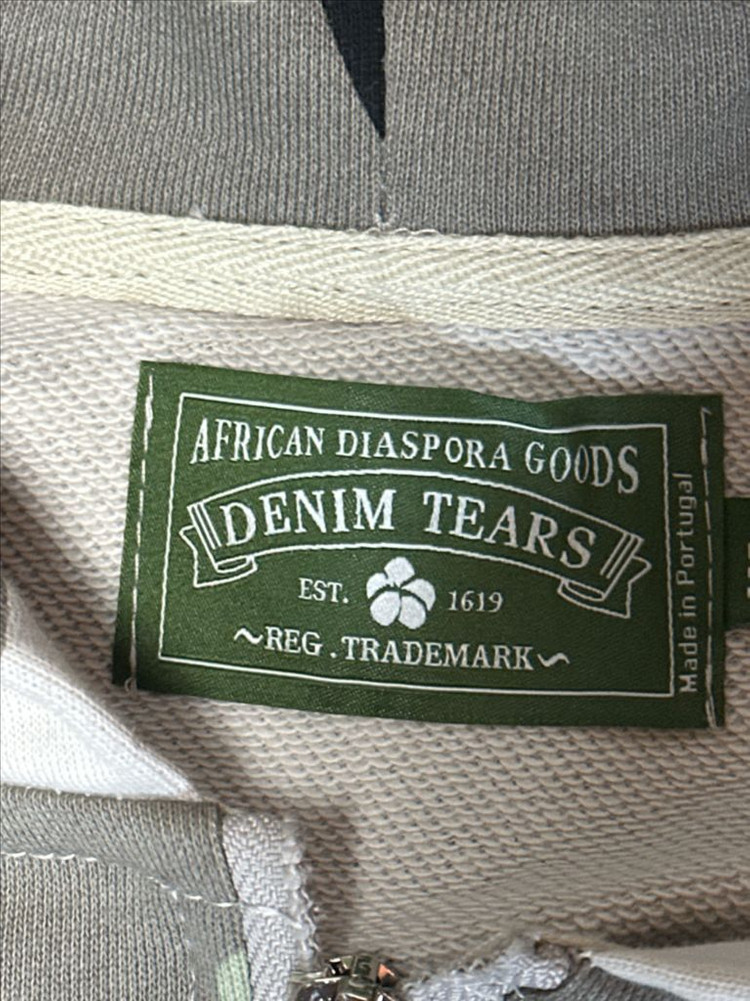 AFRICAN DIASPORA GOODS
DENIM TEARS
EST. 1619
~REG. TRADEMARK~
Made in Portugal